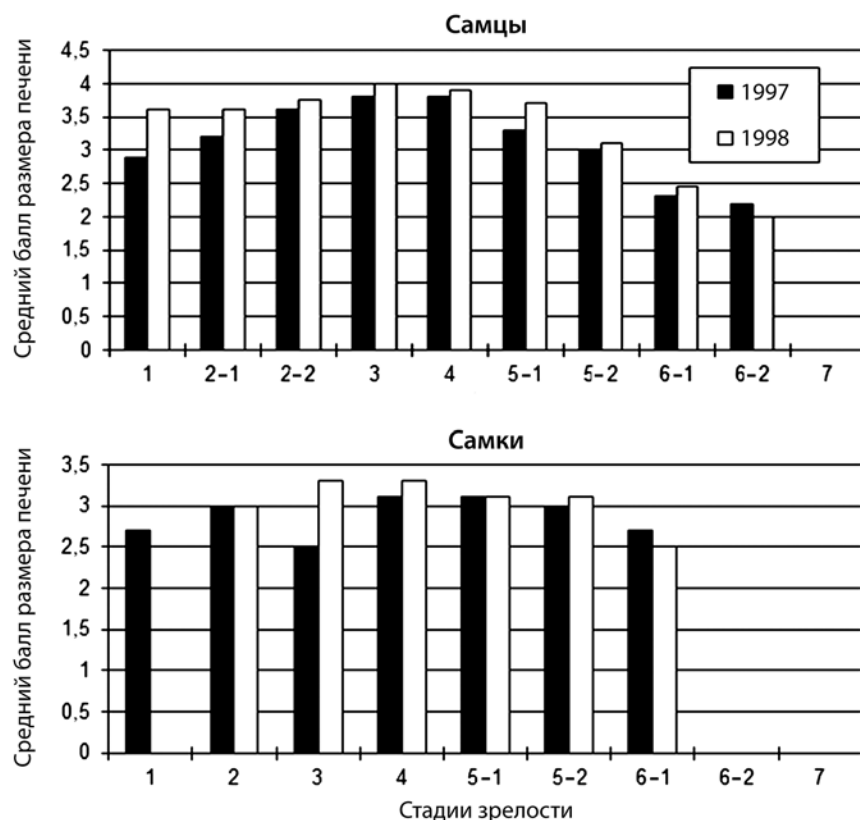 Самцы
Средний балл размера печени
4,5
4
3,5
3
2,5
2
1,5
1
0,5
0
1997
1998
1 2–1 2–2 3 4 5–1 5–2 6–1 6–2 7
Самки
Средний балл размера печени
3,5
3
2,5
2
1,5
1
0,5
0
1 2 3 4 5–1 5–2 6–1 6–2 7
Стадии зрелости